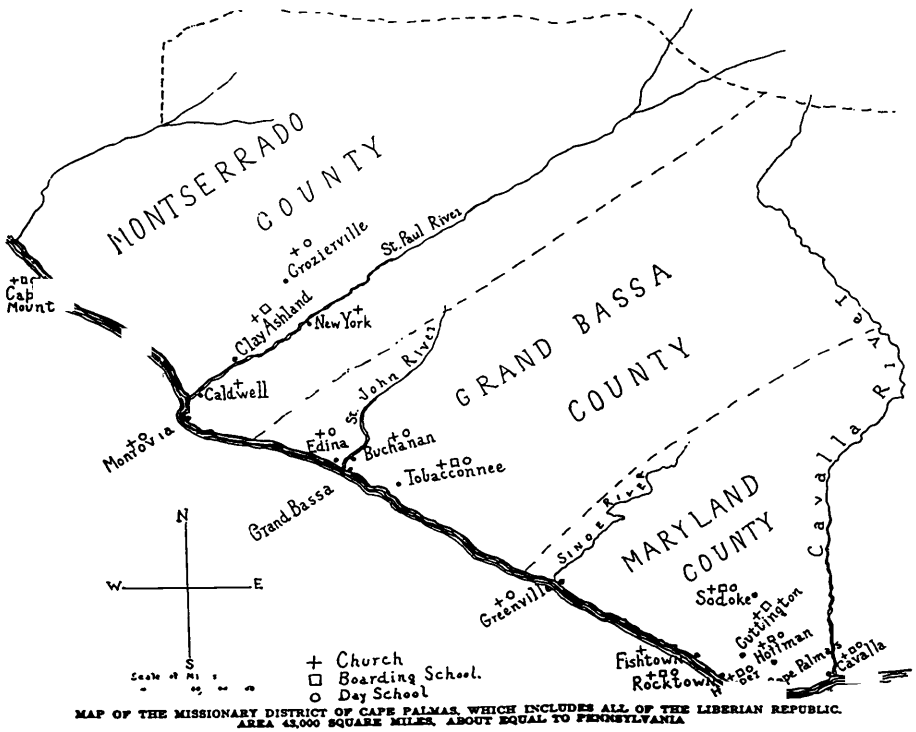 MONTSERRADO
COUNTY
+ ○
Crozierville
St. Paul River
+ □
Cap
Mount
+ □
Clay Ashland
New York +
+
Caldwell
GRAND BASSA
COUNTY
St. John River
+ ○
Monrovia
+ ○
Edina
+ ○
Buchanan
+ □ ○
Tobacconnee
Grand Bassa
Cavalla River
SINOE RIVER
MARYLAND
COUNTY
N
W E
S
+ ○
Greenville
+ □ ○
Sodoke
+ □
Cuttington
+ □ ○
Hoffman
+
Fishtown
+ □ ○
Rocktown
+ □ ○
+ □ ○
Cavalla
Scale of
+ Church
□ Boarding School.
○ Day School
MAP OF THE MISSIONARY DISTRICT OF CAPE PALMAS, WHICH INCLUDES ALL OF THE LIBERIAN REPUBLIC.
AREA 43,000 SQUARE MILES, ABOUT EQUAL TO PENNSYLVANIA